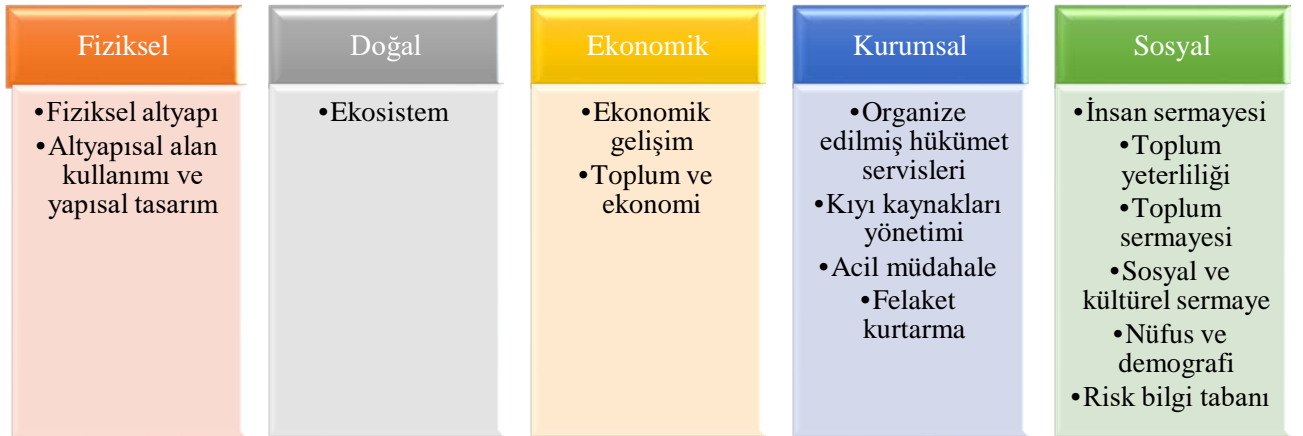 Fiziksel
•Fiziksel altyapı
•Altyapısal alan
kullanımı ve
yapısal tasarım
Doğal
•Ekosistem
Ekonomik
•Ekonomik
gelişim
•Toplum ve
ekonomi
Kurumsal
•Organize
edilmiş hükümet
servisleri
•Kıyı kaynakları
yönetimi
•Acil müdahale
•Felaket
kurtarma
Sosyal
•İnsan sermayesi
•Toplum
yeterliliği
•Toplum
sermayesi
•Sosyal ve
kültürel sermaye
•Nüfus ve
demografi
•Risk bilgi tabanı